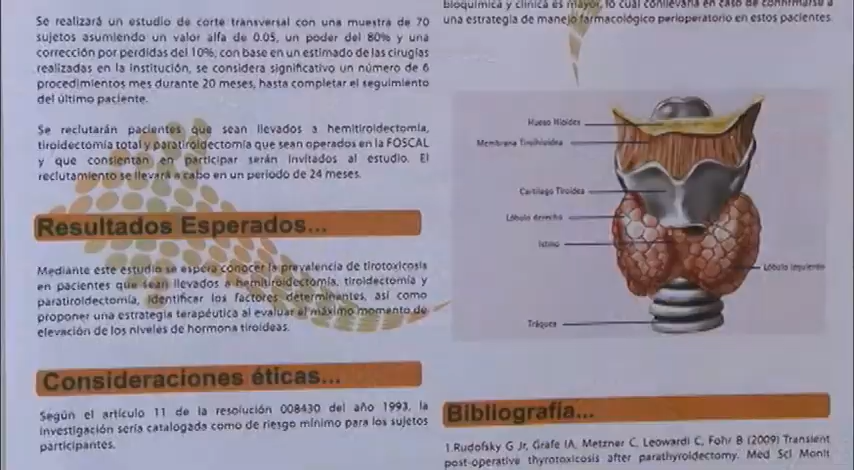 Se realizará un estudio de corte transversal con una muestra de 70
sujetos asumiendo un valor alfa de 0.05, un poder del 80% y una
corrección por perdidas del 10%, con base en un estimado de las cirugías
realizadas en la institución, se considera significativo un número de 6
procedimientos mes durante 20 meses, hasta completar el seguimiento
del último paciente.
Se reclutarán pacientes que sean llevados a hemitiroidectomía,
tiroidectomía total y paratiroidectomía que sean operados en la FOSCAL
y que consientan en participar serán invitados al estudio. El
reclutamiento se llevará a cabo en un periodo de 24 meses.
Resultados Esperados...
Mediante este estudio se espera conocer la prevalencia de tirotoxicosis
en pacientes que sean llevados a hemitiroidectomía, tiroidectomía y
paratiroidectomía, identificar los factores determinantes, así como
proponer una estrategia terapéutica al evaluar el máximo momento de
elevación de los niveles de hormona tiroideas.
Consideraciones éticas...
Según el artículo 11 de la resolución 008430 del año 1993, la
investigación sería catalogada como de riesgo mínimo para los sujetos
participantes.
bioquímica y clínica es mayor, lo cual conllevaría en caso de confirmarse a
una estrategia de manejo farmacológico perioperatorio en estos pacientes
Hueso Hioides
Membrana Tirohioidea
Cartílago Tiroides
Lóbulo derecho
Istmo
Lóbulo izquierdo
Tráquea
Bibliografía...
1.Rudofsky G Jr, Grafe IA, Metzner C, Leowardi C, Fohr B (2009) Transient
post-operative thyrotoxicosis after parathyroidectomy. Med Sci Monit